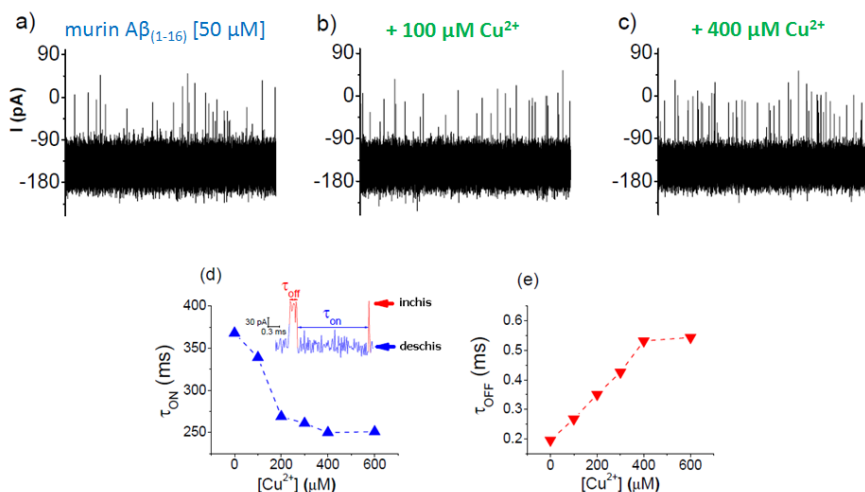 a) murin Aβ(1-16) [50 μM]
b) + 100 μM Cu²⁺
c) + 400 μM Cu²⁺
I (pA)
90
0
-90
-180
90
0
-90
-180
90
0
-90
-180
(d)
τoff
inchis
τon
30 pA
0.3 ms
deschis
400
350
300
250
τON (ms)
0 200 400 600
[Cu²⁺] (μM)
(e)
0.6
0.5
0.4
0.3
0.2
τOFF (ms)
0 200 400 600
[Cu²⁺] (μM)